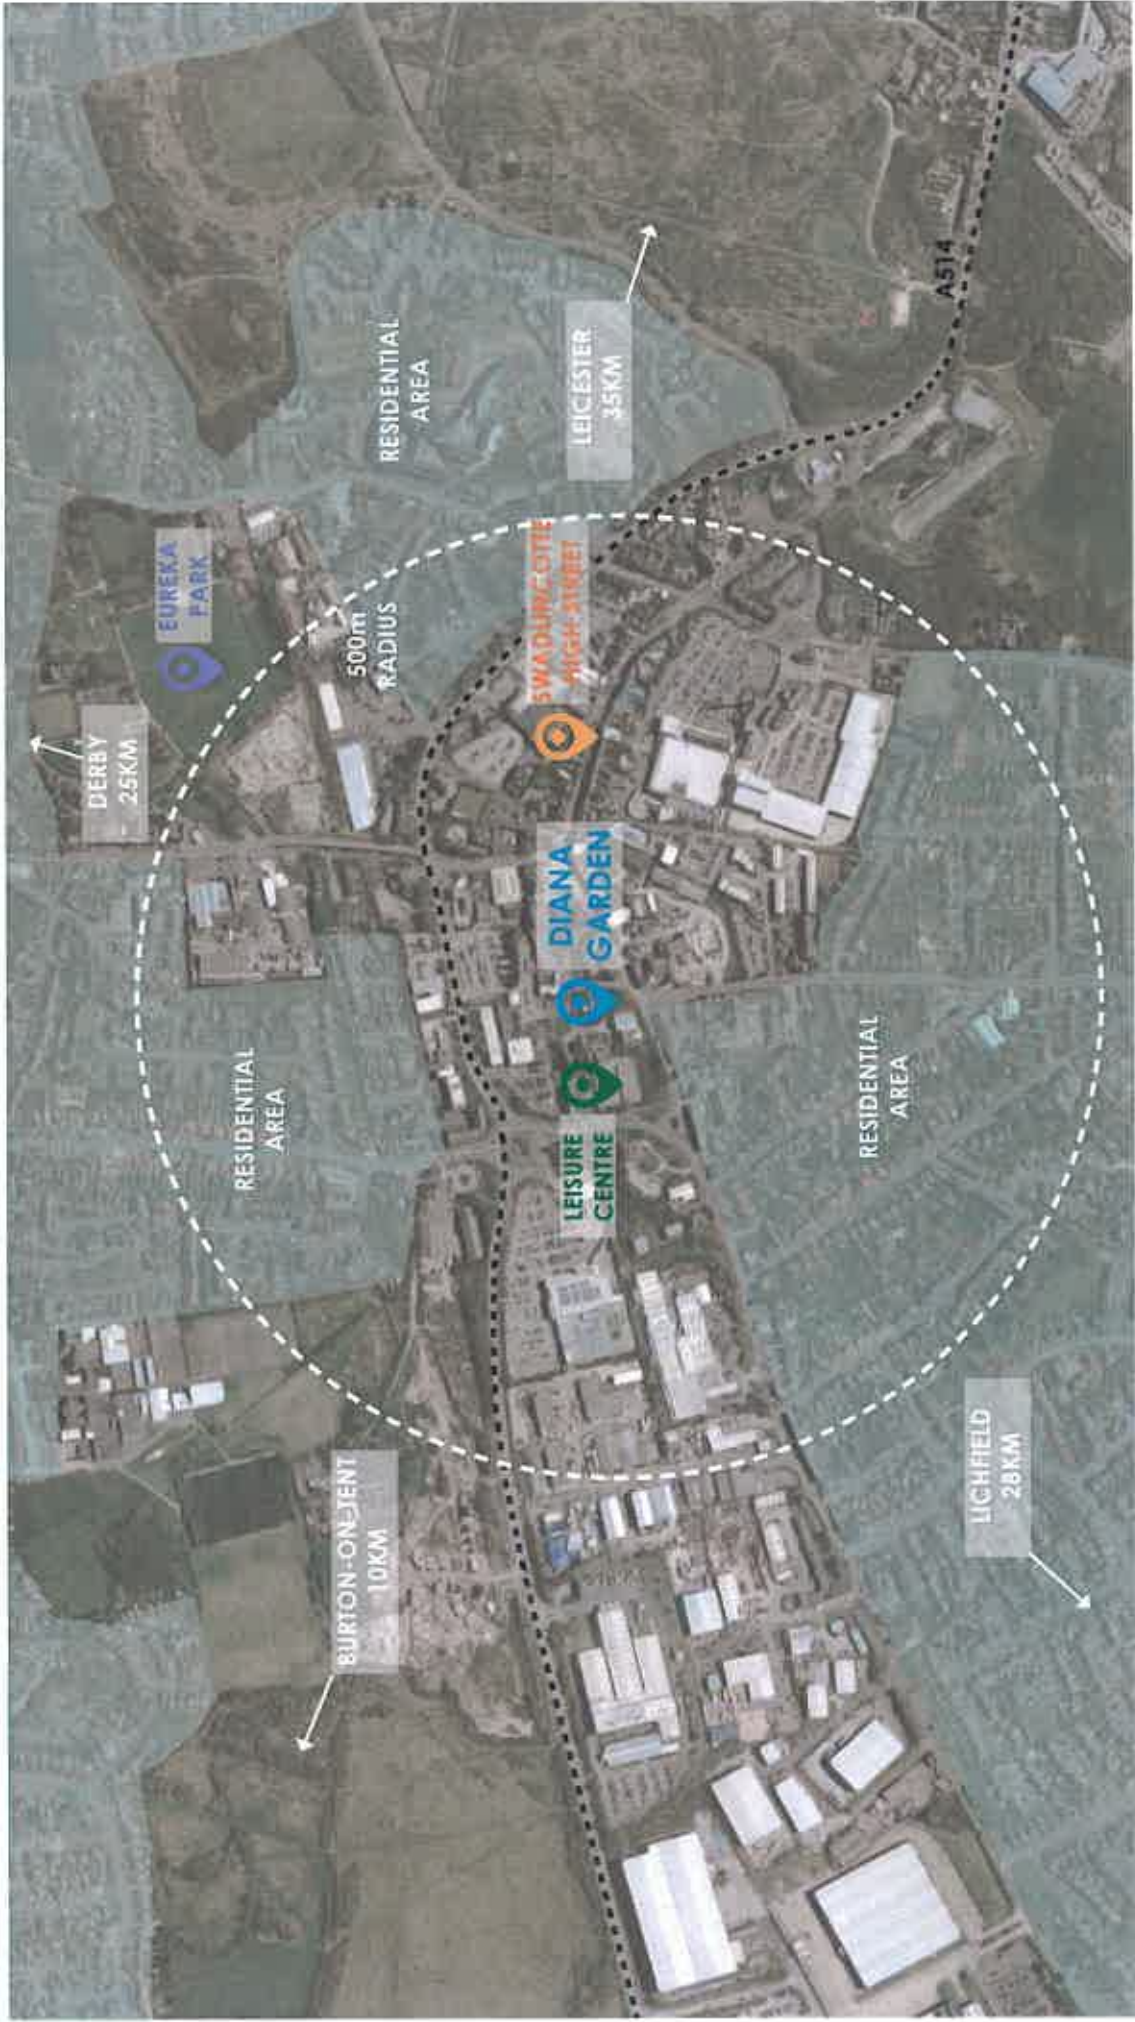 DERBY
25KM
EUREKA
PARK
RESIDENTIAL
AREA
BURTON-ON-TENT
10KM
500m
RADIUS
RESIDENTIAL
AREA
SWADLINCOTE
HIGH STREET
LEISURE
CENTRE
DIANA
GARDEN
LEICESTER
35KM
RESIDENTIAL
AREA
A514
LICHFIELD
28KM